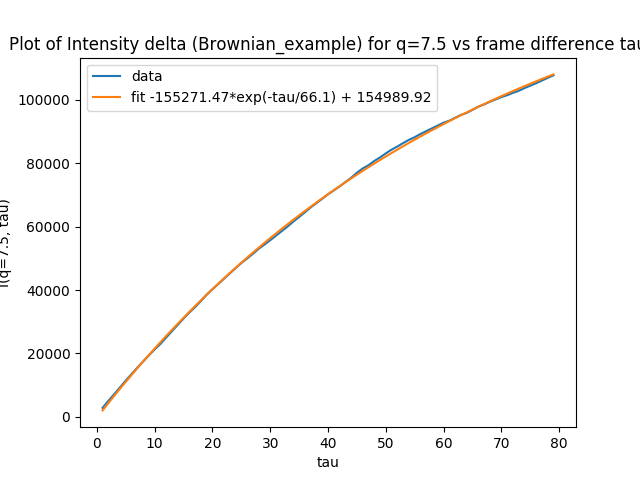 Plot of Intensity delta (Brownian_example) for q=7.5 vs frame difference tau
data
fit -155271.47*exp(-tau/66.1) + 154989.92
I(q=7.5, tau)
100000
80000
60000
40000
20000
0
0 10 20 30 40 50 60 70 80
tau